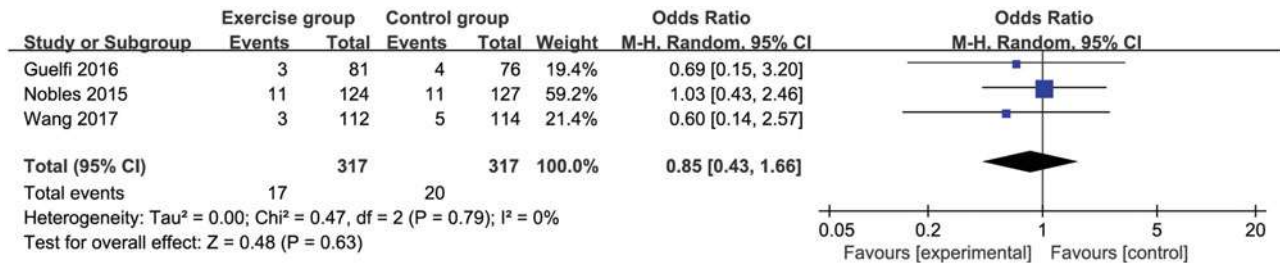 Exercise group Control group Odds Ratio Odds Ratio
Study or Subgroup Events Total Events Total Weight M-H, Random, 95% CI M-H, Random, 95% CI
Guelfi 2016 3 81 4 76 19.4% 0.69 [0.15, 3.20]
Nobles 2015 11 124 11 127 59.2% 1.03 [0.43, 2.46]
Wang 2017 3 112 5 114 21.4% 0.60 [0.14, 2.57]
Total (95% CI) 317 317 100.0% 0.85 [0.43, 1.66]
Total events 17 20
Heterogeneity: Tau² = 0.00; Chi² = 0.47, df = 2 (P = 0.79); I² = 0%
Test for overall effect: Z = 0.48 (P = 0.63)
0.05 0.2 1 5 20
Favours [experimental] Favours [control]